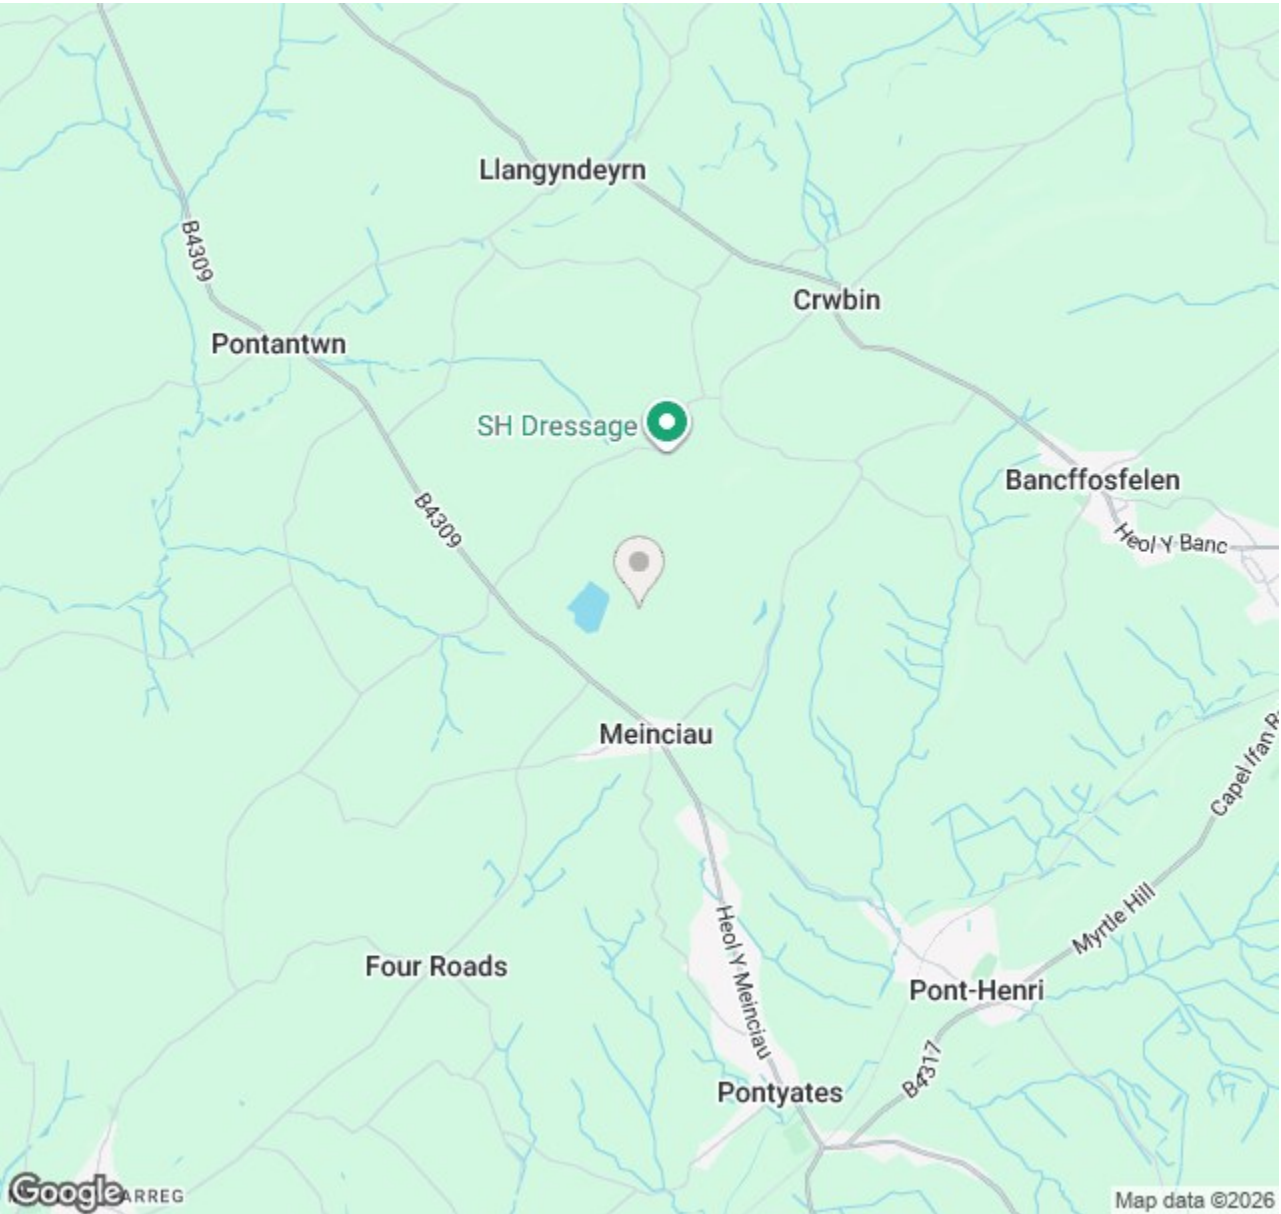 Llangyndeyrn
B4309
Crwbin
Pontantwn
SH Dressage
Bancffosfelen
B4309
Heol Y Banc
Meinciau
Capel Ifan
Myrtle Hill
Heol Y Meinciau
Four Roads
Pont-Henri
B4317
Pontyates
Google
ARREG
Map data ©2026